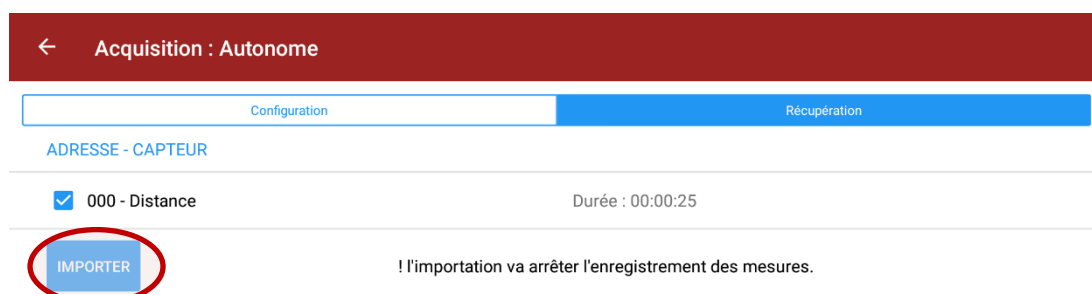 Acquisition : Autonome
Configuration Récupération
ADRESSE - CAPTEUR
000 - Distance Durée : 00:00:25
IMPORTER ! l'importation va arrêter l'enregistrement des mesures.